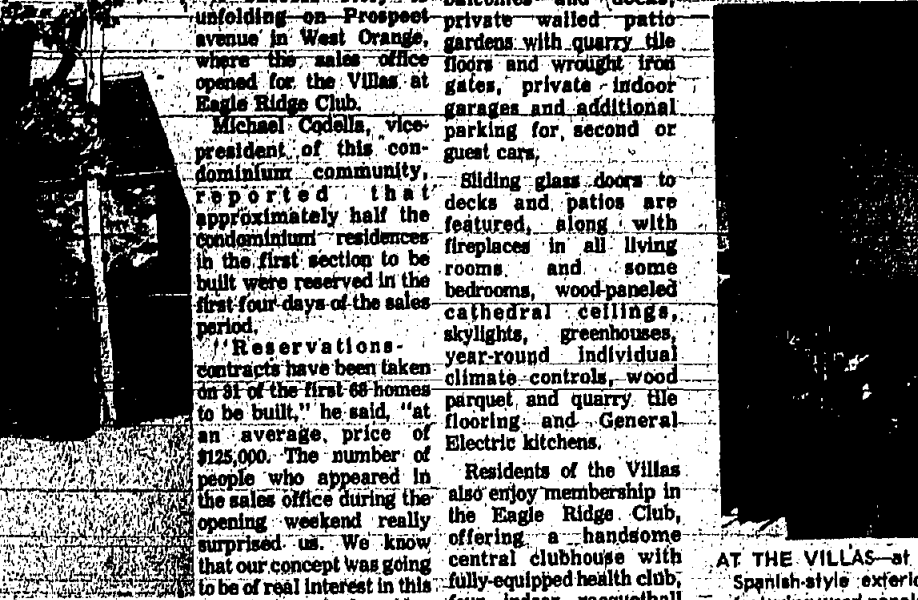 unfolding on Prospect
avenue in West Orange,
where the sales office
opened for the Villas at
Eagle Ridge Club.
Michael Codella, vice-
president of this con-
dominium community,
reported that
approximately half the
condominium residences
in the first section to be
built were reserved in the
first four days of the sales
period.
"Reservations-
contracts have been taken
on 31 of the first 68 homes
to be built," he said, "at
an average price of
$125,000. The number of
people who appeared in
the sales office during the
opening weekend really
surprised us. We know
that our concept was going
to be of real interest in this
balconies and decks,
private walled patio
gardens with quarry tile
floors and wrought iron
gates, private indoor
garages and additional
parking for second or
guest cars.
Sliding glass doors to
decks and patios are
featured, along with
fireplaces in all living
rooms and some
bedrooms, wood-paneled
cathedral ceilings,
skylights, greenhouses,
year-round individual
climate controls, wood
parquet and quarry tile
flooring and General
Electric kitchens.
Residents of the Villas
also enjoy membership in
the Eagle Ridge Club,
offering a handsome
central clubhouse with
fully-equipped health club,
four indoor racquetball
AT THE VILLAS—at
Spanish-style exterio